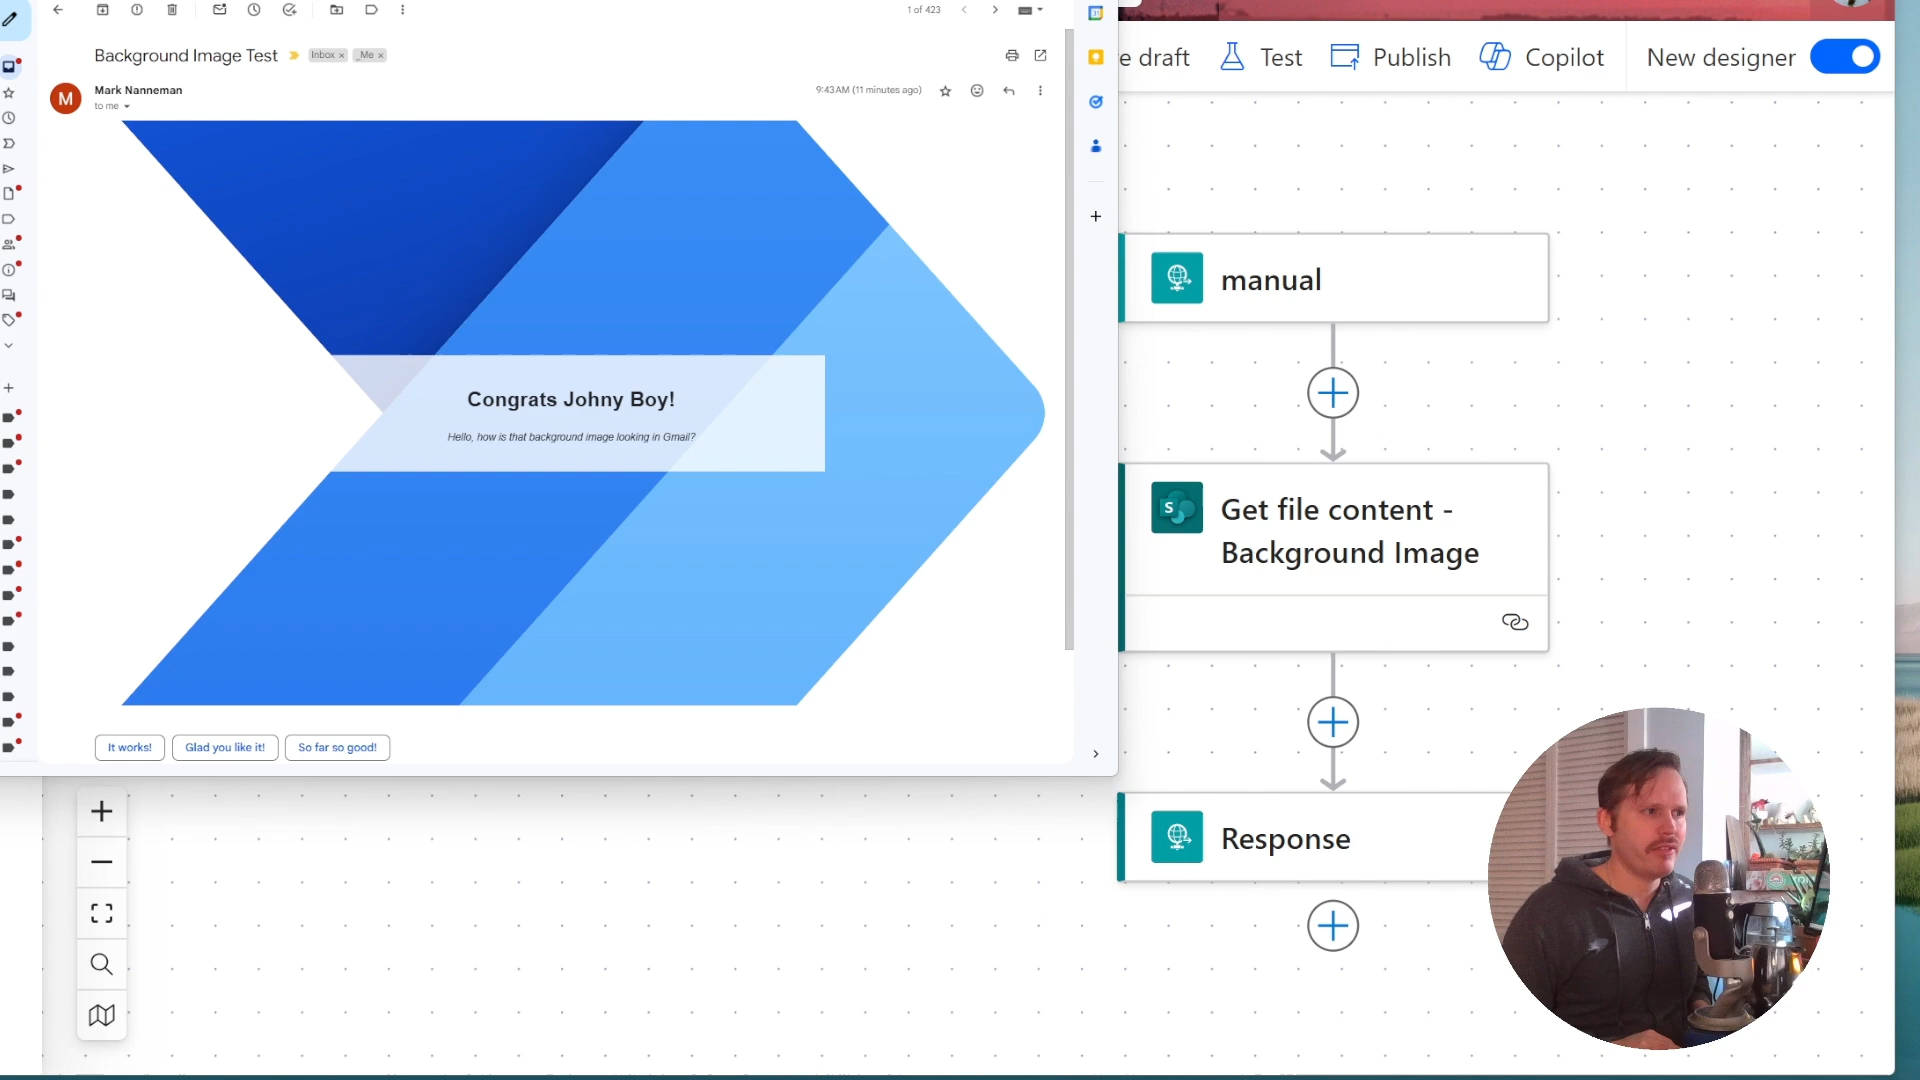 1 of 423
Background Image Test
Inbox ×
_Me ×
Mark Nanneman
to me
9:43 AM (11 minutes ago)
M
Congrats Johny Boy!
Hello, how is that background image looking in Gmail?
It works!
Glad you like it!
So far so good!
e draft
Test
Publish
Copilot
New designer
manual
Get file content -
Background Image
Response